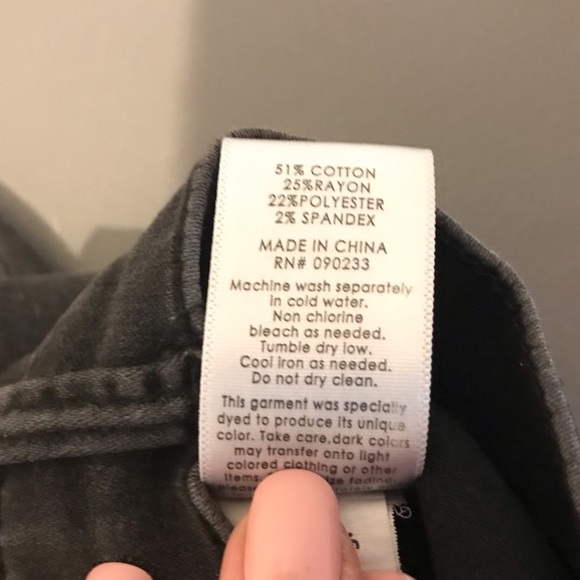 51% COTTON
25%RAYON
22%POLYESTER
2% SPANDEX
MADE IN CHINA
RN# 090233
Machine wash separately
in cold water.
Non chlorine
bleach as needed.
Tumble dry low.
Cool iron as needed.
Do not dry clean.
This garment was specially
dyed to produce its unique
color. Take care,dark colors
may transfer onto light
colored clothing or other
items. fading,
please